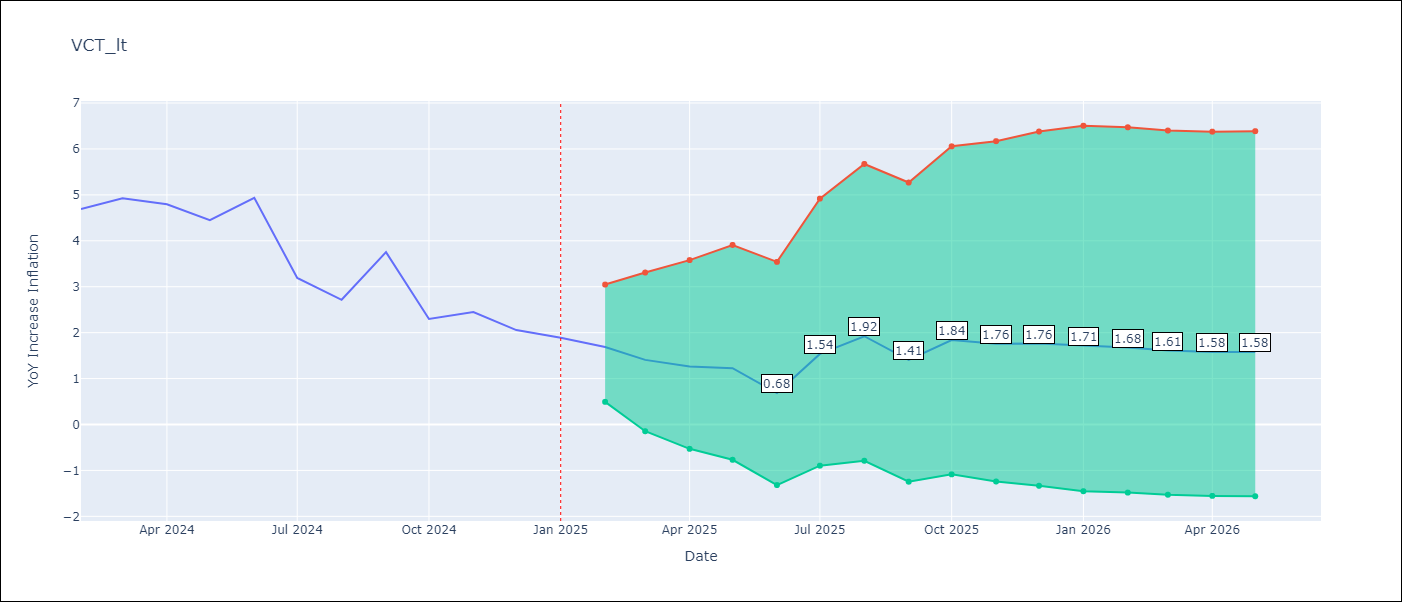 VCT_lt
YoY Increase Inflation
7
6
5
4
3
2
1
0
−1
−2
0.68
1.54
1.92
1.41
1.84
1.76
1.76
1.71
1.68
1.61
1.58
1.58
Apr 2024
Jul 2024
Oct 2024
Jan 2025
Apr 2025
Jul 2025
Oct 2025
Jan 2026
Apr 2026
Date